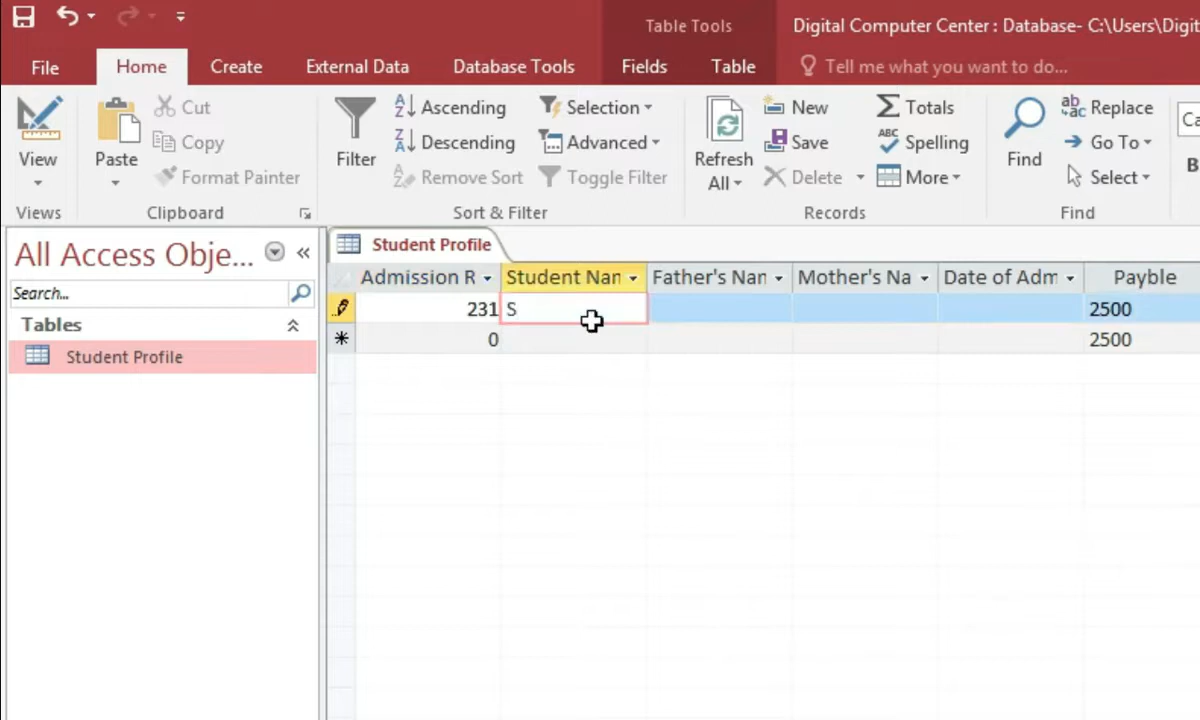 Table Tools
Digital Computer Center : Database- C:\Users\Digit
File Home Create External Data Database Tools Fields Table Tell me what you want to do...
View
Paste
Cut
Copy
Format Painter
Filter
Ascending
Descending
Remove Sort
Selection
Advanced
Toggle Filter
Refresh
All
New
Save
Delete
Totals
Spelling
More
Find
Replace
Go To
Select
Ca
B
Views Clipboard Sort & Filter Records Find
All Access Obje...
Search...
Tables
Student Profile
Student Profile
Admission R Student Nan Father's Nan Mother's Na Date of Adm Payble
231 S 2500
0 2500